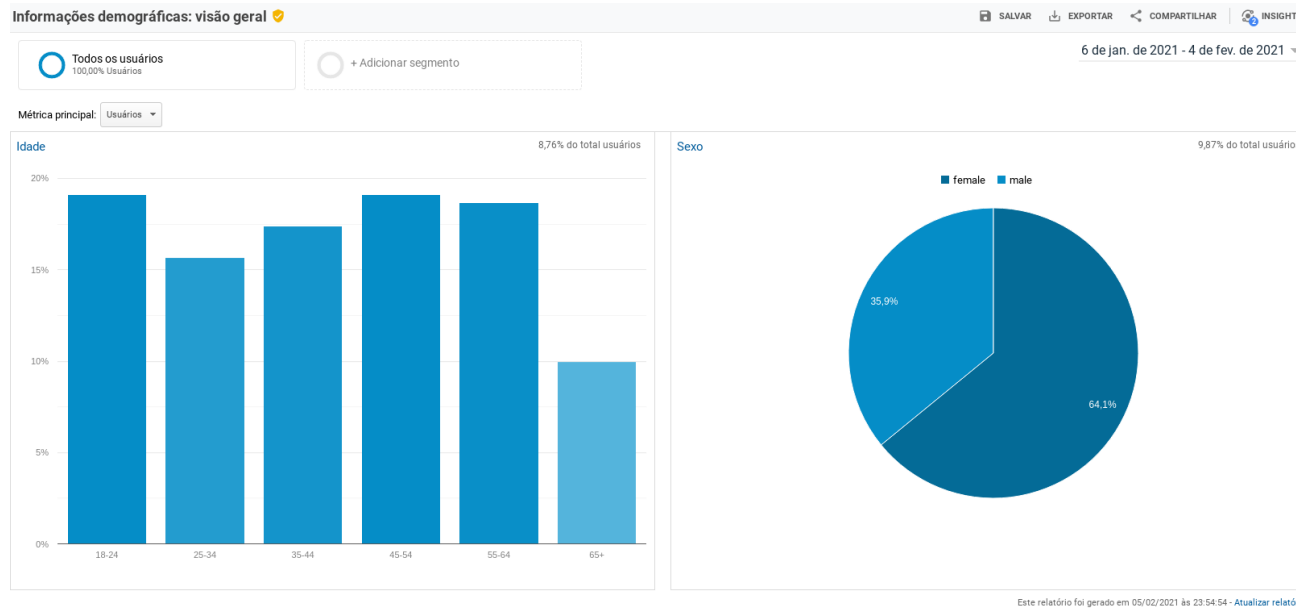 Informações demográficas: visão geral
SALVAR EXPORTAR COMPARTILHAR 2 INSIGHT
Todos os usuários
100,00% Usuários
+ Adicionar segmento
6 de jan. de 2021 - 4 de fev. de 2021
Métrica principal: Usuários
Idade
8,76% do total usuários
20%
15%
10%
5%
0%
18-24 25-34 35-44 45-54 55-64 65+
Sexo
9,87% do total usuário
female male
35,9%
64,1%
Este relatório foi gerado em 05/02/2021 às 23:54:54 - Atualizar relató